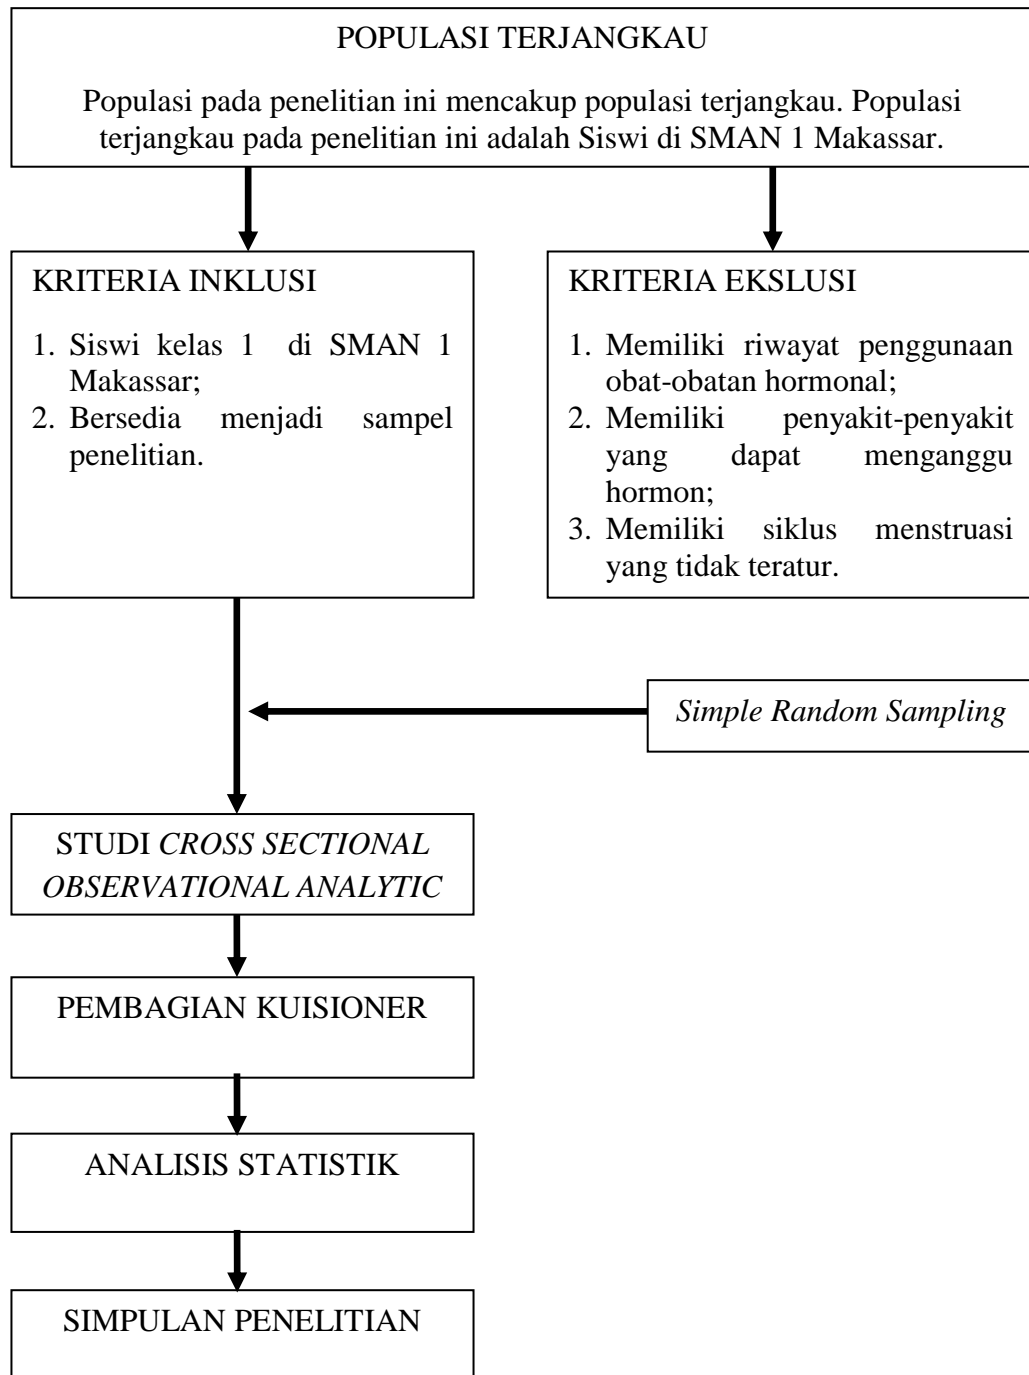 POPULASI TERJANGKAU
Populasi pada penelitian ini mencakup populasi terjangkau. Populasi
terjangkau pada penelitian ini adalah Siswi di SMAN 1 Makassar.
KRITERIA INKLUSI
1. Siswi kelas 1 di SMAN 1
Makassar;
2. Bersedia menjadi sampel
penelitian.
KRITERIA EKSLUSI
1. Memiliki riwayat penggunaan
obat-obatan hormonal;
2. Memiliki penyakit-penyakit
yang dapat menganggu
hormon;
3. Memiliki siklus menstruasi
yang tidak teratur.
Simple Random Sampling
STUDI CROSS SECTIONAL
OBSERVATIONAL ANALYTIC
PEMBAGIAN KUISIONER
ANALISIS STATISTIK
SIMPULAN PENELITIAN